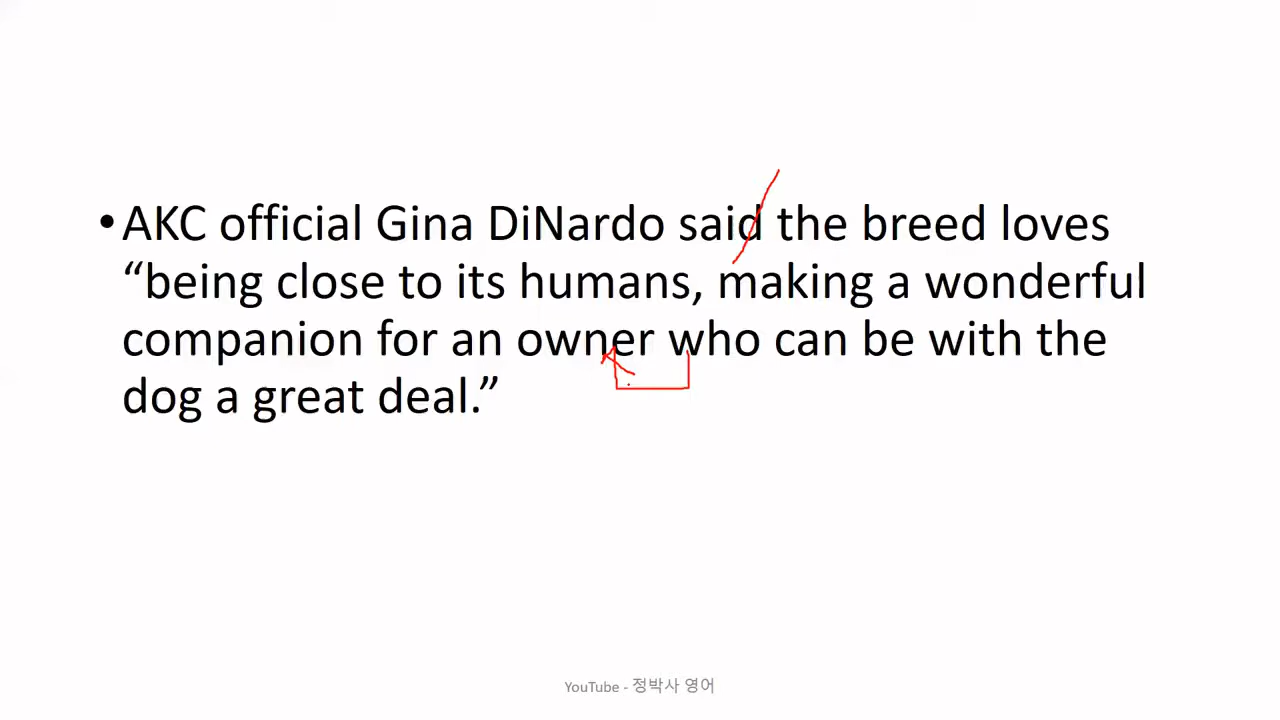 •AKC official Gina DiNardo said the breed loves
“being close to its humans, making a wonderful
companion for an owner who can be with the
dog a great deal.”
YouTube - 정박사 영어